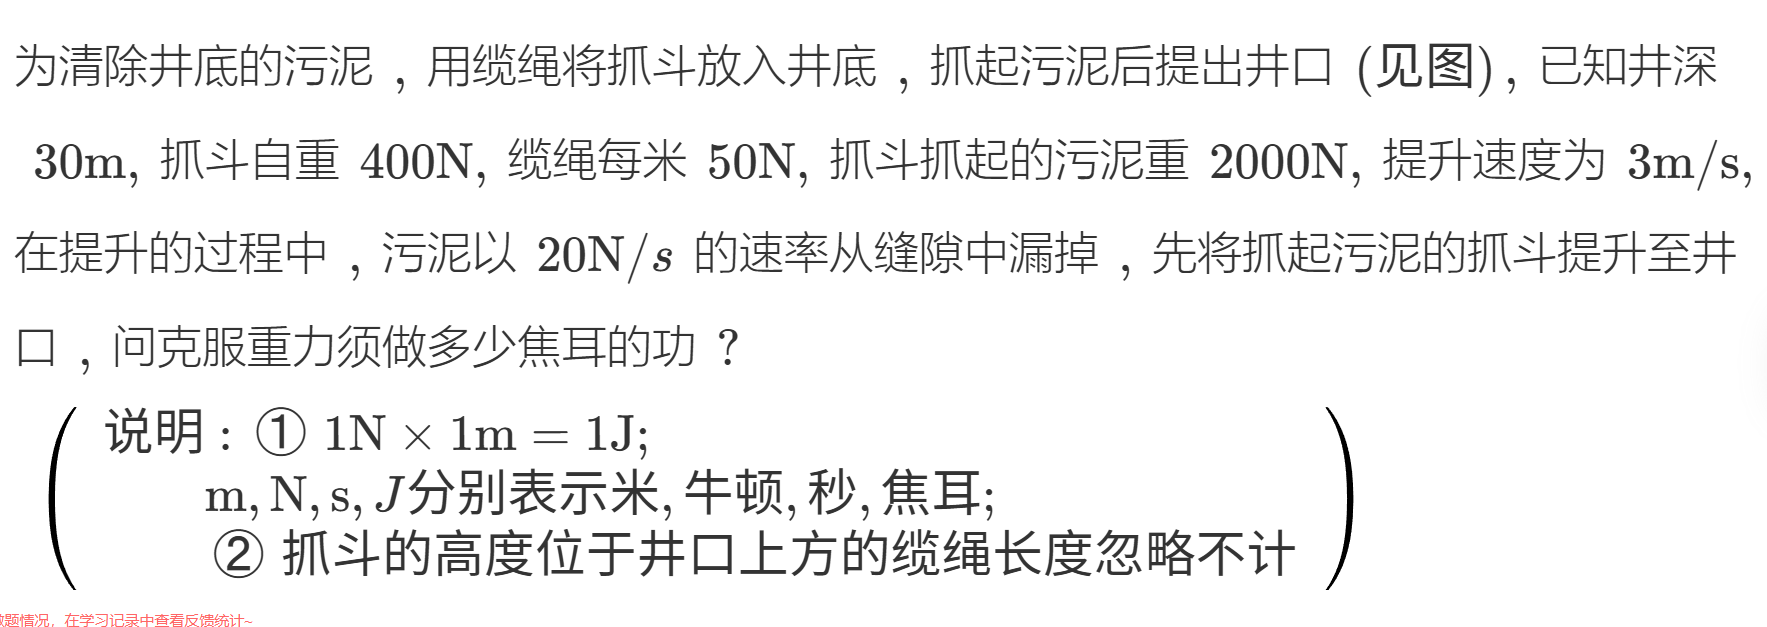 为清除井底的污泥，用缆绳将抓斗放入井底，抓起污泥后提出井口（见图），已知井深
30m, 抓斗自重 400N, 缆绳每米 50N, 抓斗抓起的污泥重 2000N, 提升速度为 3m/s,
在提升的过程中，污泥以 20N/s 的速率从缝隙中漏掉，先将抓起污泥的抓斗提升至井
口，问克服重力须做多少焦耳的功？
说明：① 1N × 1m = 1J;
m, N, s, J分别表示米,牛顿,秒,焦耳;
② 抓斗的高度位于井口上方的缆绳长度忽略不计
题情况，在学习记录中查看反馈统计~